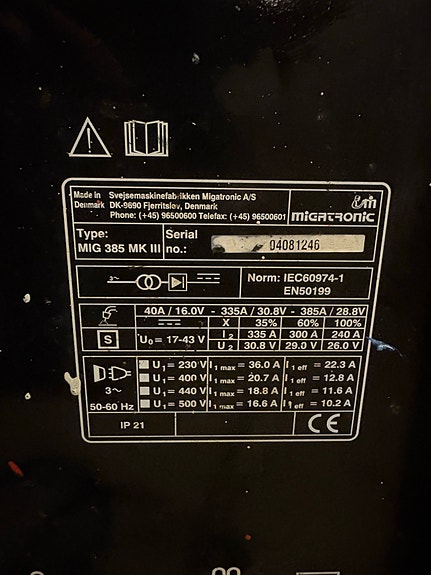 Made in Denmark
Svejsemaskinefabrikken Migatronic A/S
DK-9690 Fjerritslev, Denmark
Phone: (+45) 96500600 Telefax: (+45) 96500601
migatronic
Type:
MIG 385 MK III
Serial no.: 04081246
3~
Norm: IEC60974-1
EN50199
40A / 16.0V - 335A / 30.8V - 385A / 28.8V
X 35% 60% 100%
S U0 = 17-43 V I2 335 A 300 A 240 A
U2 30.8 V 29.0 V 26.0 V
3~
50-60 Hz
U1 = 230 V I1 max = 36.0 A I1 eff = 22.3 A
U1 = 400 V I1 max = 20.7 A I1 eff = 12.8 A
U1 = 440 V I1 max = 18.8 A I1 eff = 11.6 A
U1 = 500 V I1 max = 16.6 A I1 eff = 10.2 A
IP 21
CE